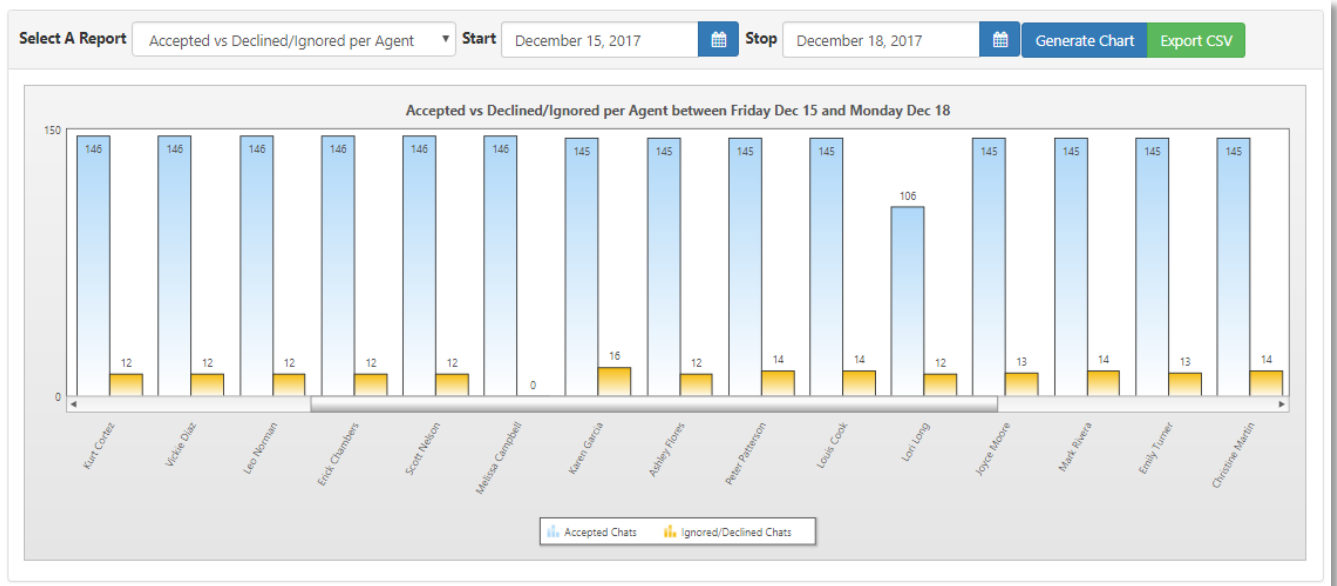 Select A Report Accepted vs Declined/Ignored per Agent Start December 15, 2017 Stop December 18, 2017 Generate Chart Export CSV
Accepted vs Declined/Ignored per Agent between Friday Dec 15 and Monday Dec 18
150
146 146 146 146 146 146 145 145 145 145 145 145 145 145
106
12 12 12 12 12 0 16 12 14 14 12 13 14 13 14
0
Kurt Cortez
Vickie Diaz
Leo Norman
Erick Chambers
Scott Nelson
Melissa Campbell
Karen Garcia
Ashley Flores
Peter Patterson
Louis Cook
Lori Long
Joyce Moore
Mark Rivera
Emily Turner
Christine Martin
Accepted Chats Ignored/Declined Chats